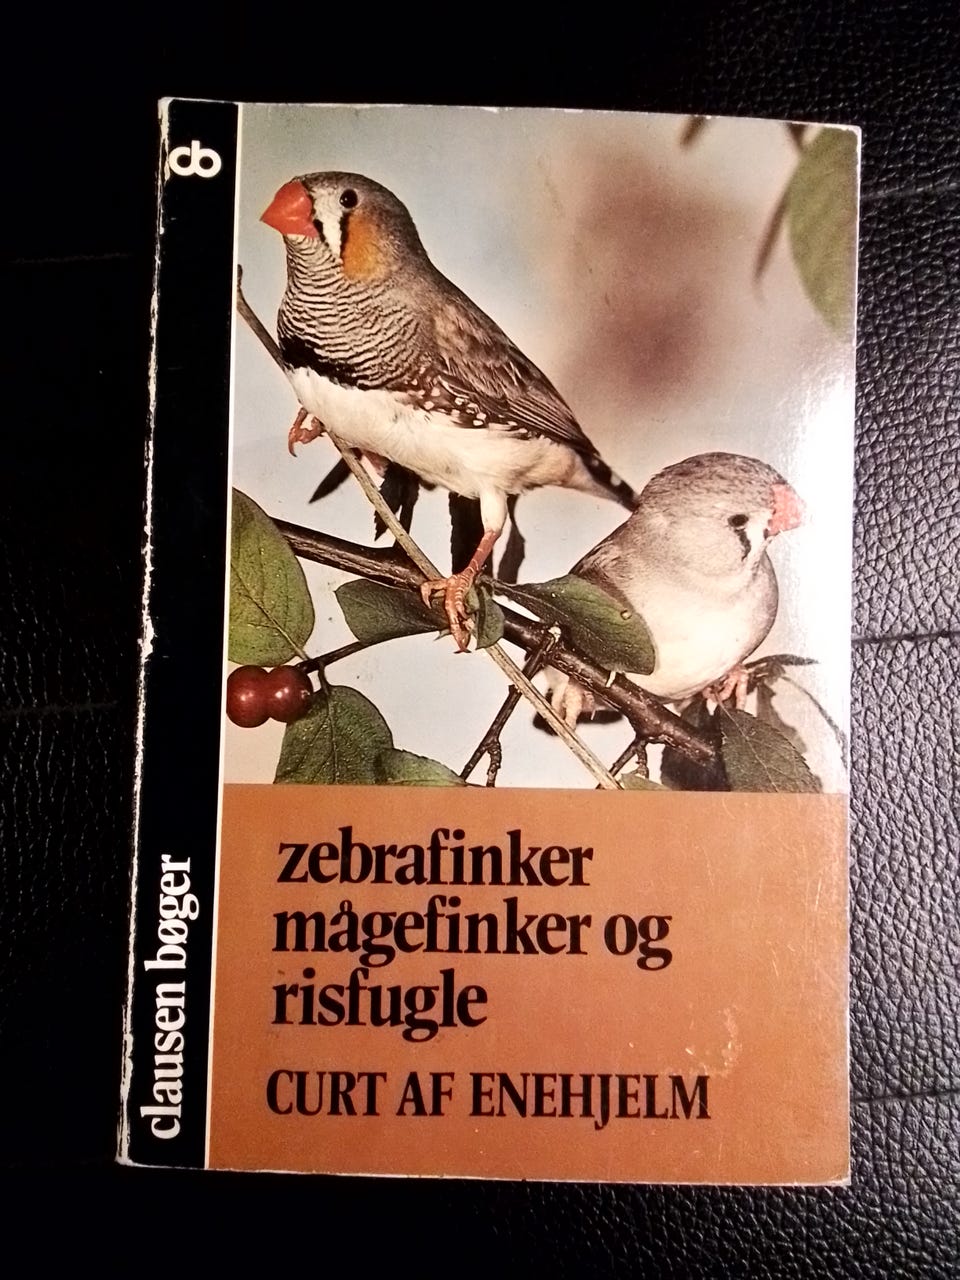 cb
clausen bøger
zebrafinker
mågefinker og
risfugle
CURT AF ENEHJELM